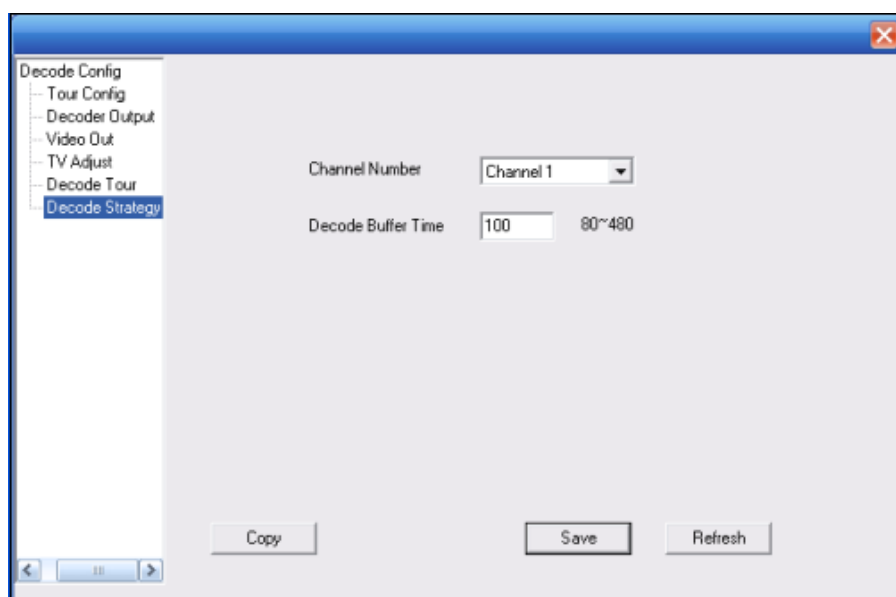 Decode Config
Tour Config
Decoder Output
Video Out
TV Adjust
Decode Tour
Decode Strategy
Channel Number Channel 1
Decode Buffer Time 100 80~480
Copy Save Refresh